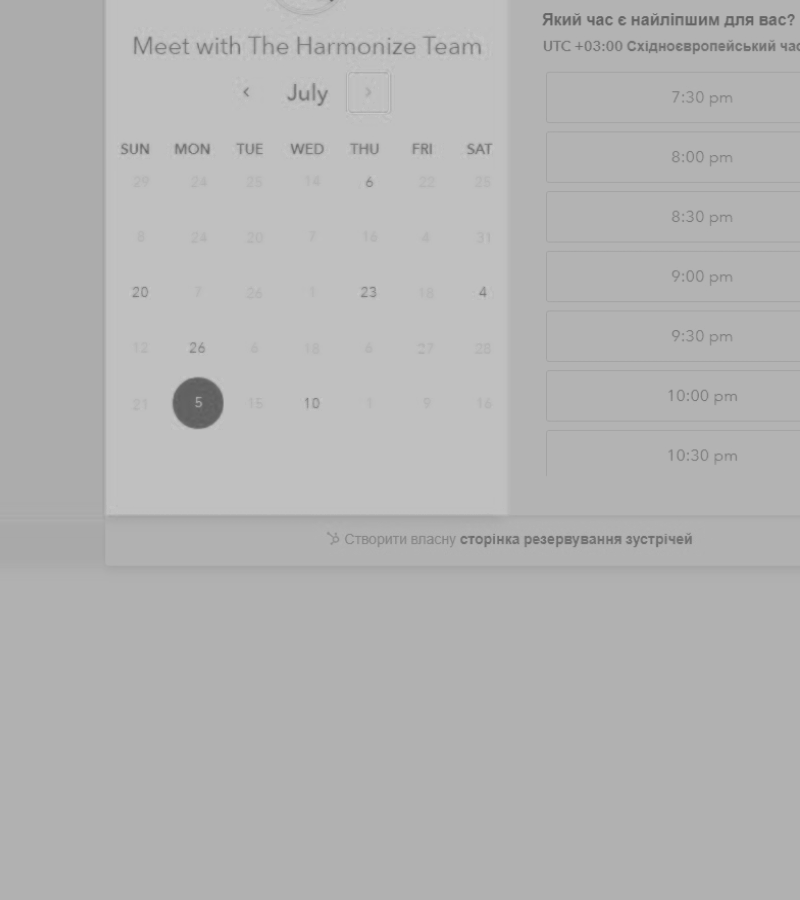 Meet with The Harmonize Team
July
SUN MON TUE WED THU FRI SAT
29 24 25 14 6 22 25
8 24 20 7 16 4 31
20 7 26 1 23 18 4
12 26 6 18 6 27 28
21 5 15 10 1 9 16
Який час є найліпшим для вас?
UTC +03:00 Східноєвропейський час
7:30 pm
8:00 pm
8:30 pm
9:00 pm
9:30 pm
10:00 pm
10:30 pm
Створити власну сторінка резервування зустрічей